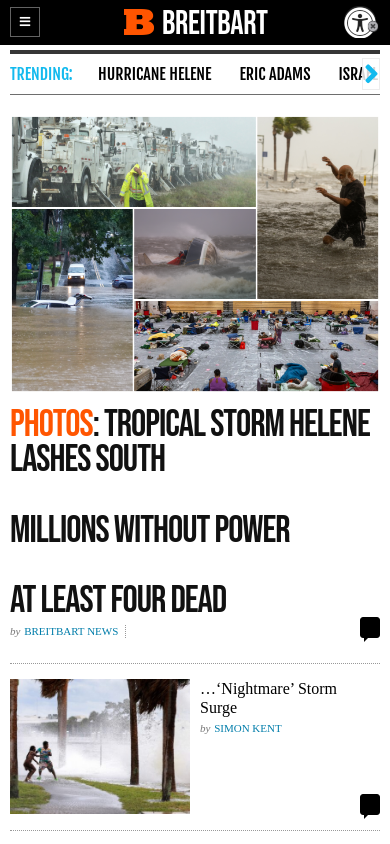 BREITBART
TRENDING: HURRICANE HELENE ERIC ADAMS ISRA
PHOTOS: TROPICAL STORM HELENE
LASHES SOUTH
MILLIONS WITHOUT POWER
AT LEAST FOUR DEAD
by BREITBART NEWS
…‘Nightmare’ Storm
Surge
by SIMON KENT